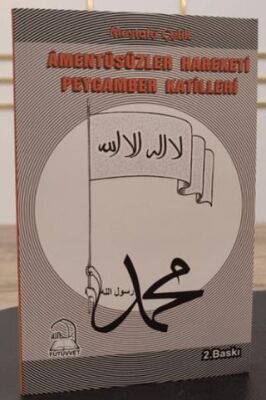 Mustafa Çelik
ÂMENTÜSÜZLER HAREKETİ
PEYGAMBER KATİLLERİ
لا اله الا الله
رسول الله
محمد
FÜTÜVVET
2.Baskı